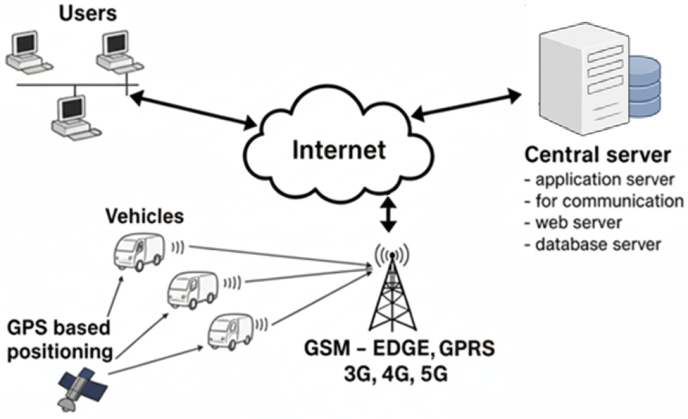 Users
Internet
Central server
- application server
- for communication
- web server
- database server
Vehicles
GPS based
positioning
GSM – EDGE, GPRS
3G, 4G, 5G